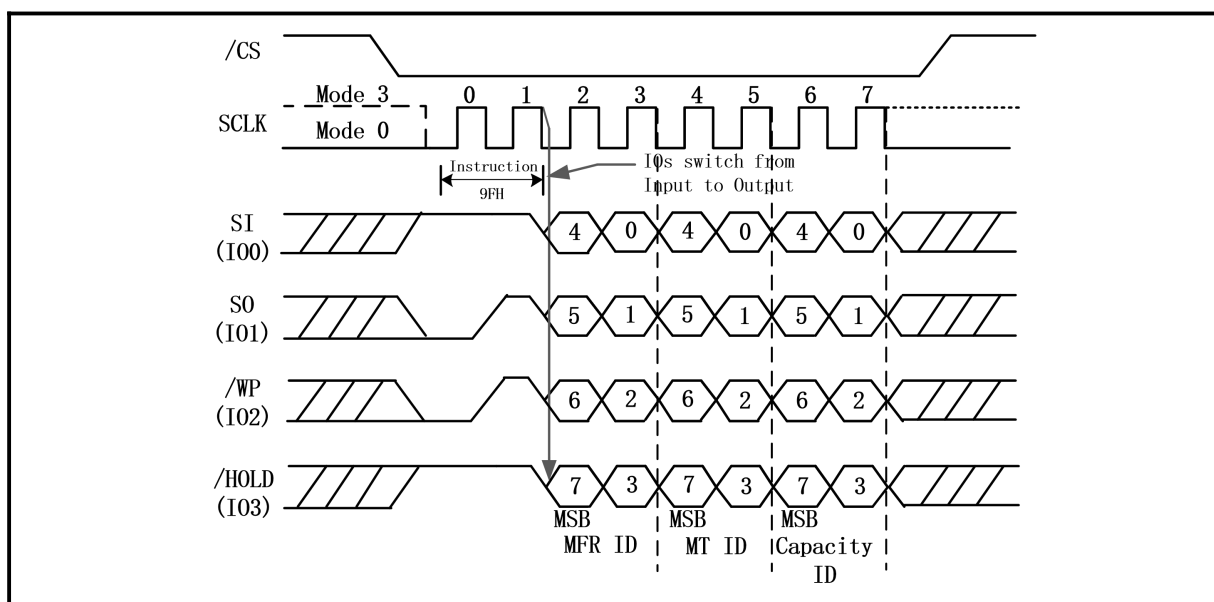 /CS
Mode 3
0 1 2 3 4 5 6 7
SCLK
Mode 0
Instruction
9FH
IOs switch from
Input to Output
SI
(IO0)
4 0 4 0 4 0
SO
(IO1)
5 1 5 1 5 1
/WP
(IO2)
6 2 6 2 6 2
/HOLD
(IO3)
7 3 7 3 7 3
MSB MSB MSB
MFR ID MT ID Capacity
ID